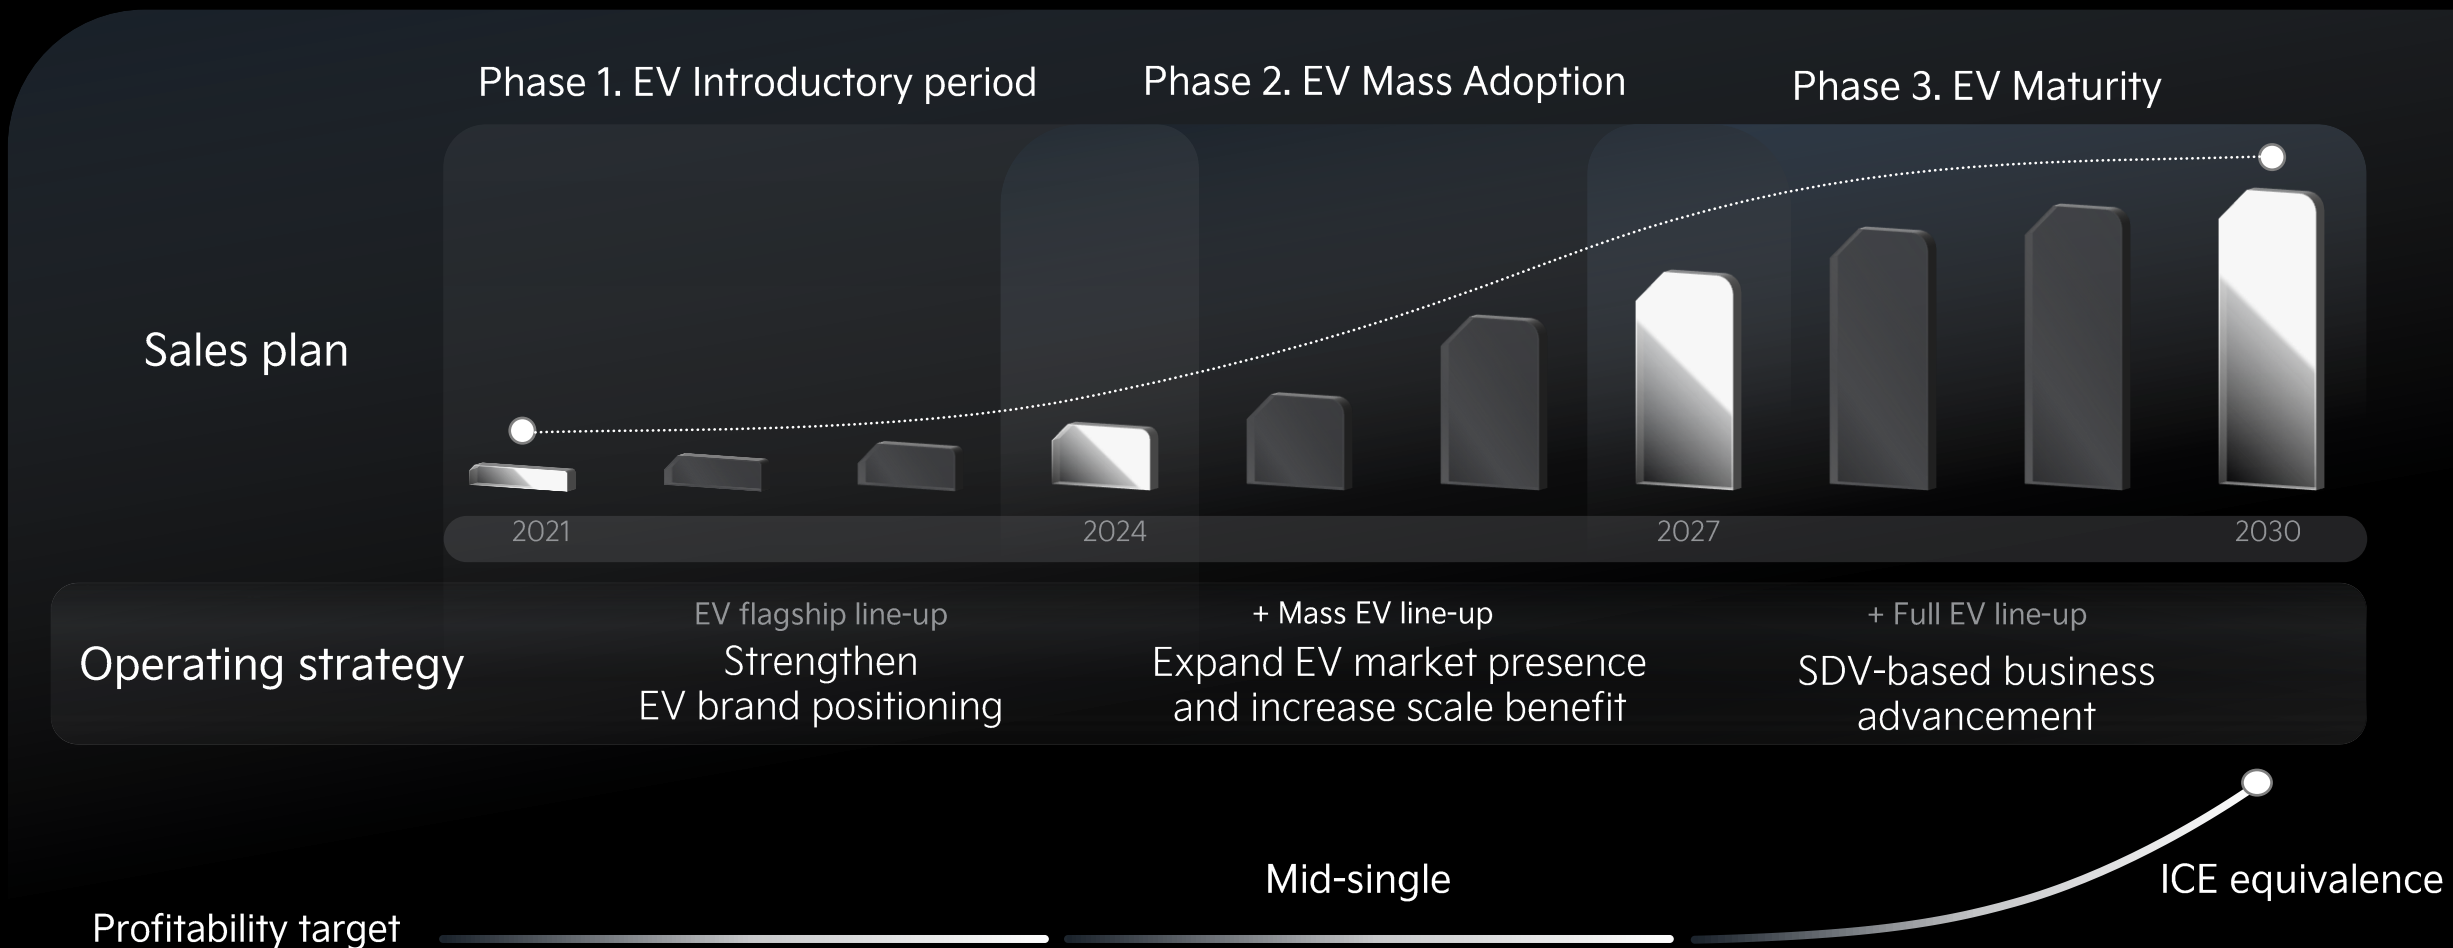 Phase 1. EV Introductory period
Phase 2. EV Mass Adoption
Phase 3. EV Maturity
Sales plan
2021
2024
2027
2030
Operating strategy
EV flagship line-up
Strengthen
EV brand positioning
+ Mass EV line-up
Expand EV market presence
and increase scale benefit
+ Full EV line-up
SDV-based business
advancement
Profitability target
Mid-single
ICE equivalence